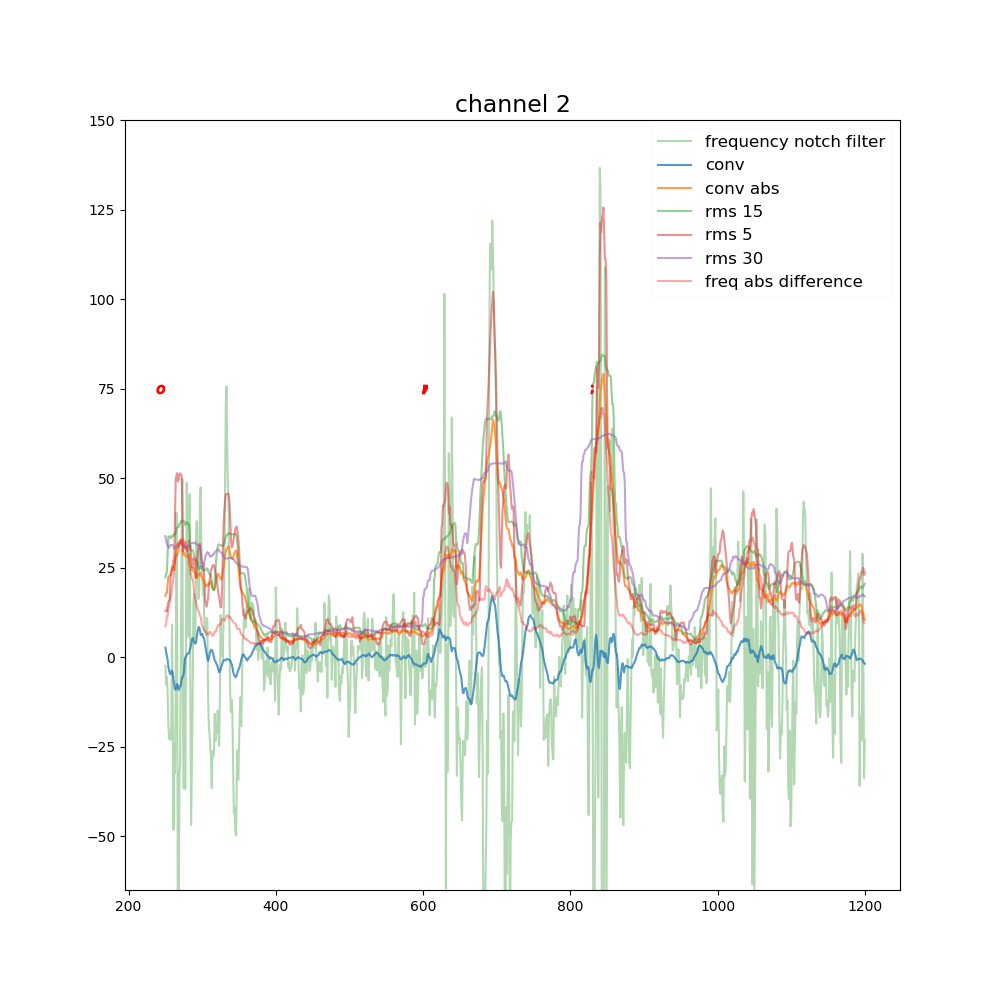 channel 2
150
125
100
75
50
25
0
−25
−50
frequency notch filter
conv
conv abs
rms 15
rms 5
rms 30
freq abs difference
o
;
200
400
600
800
1000
1200